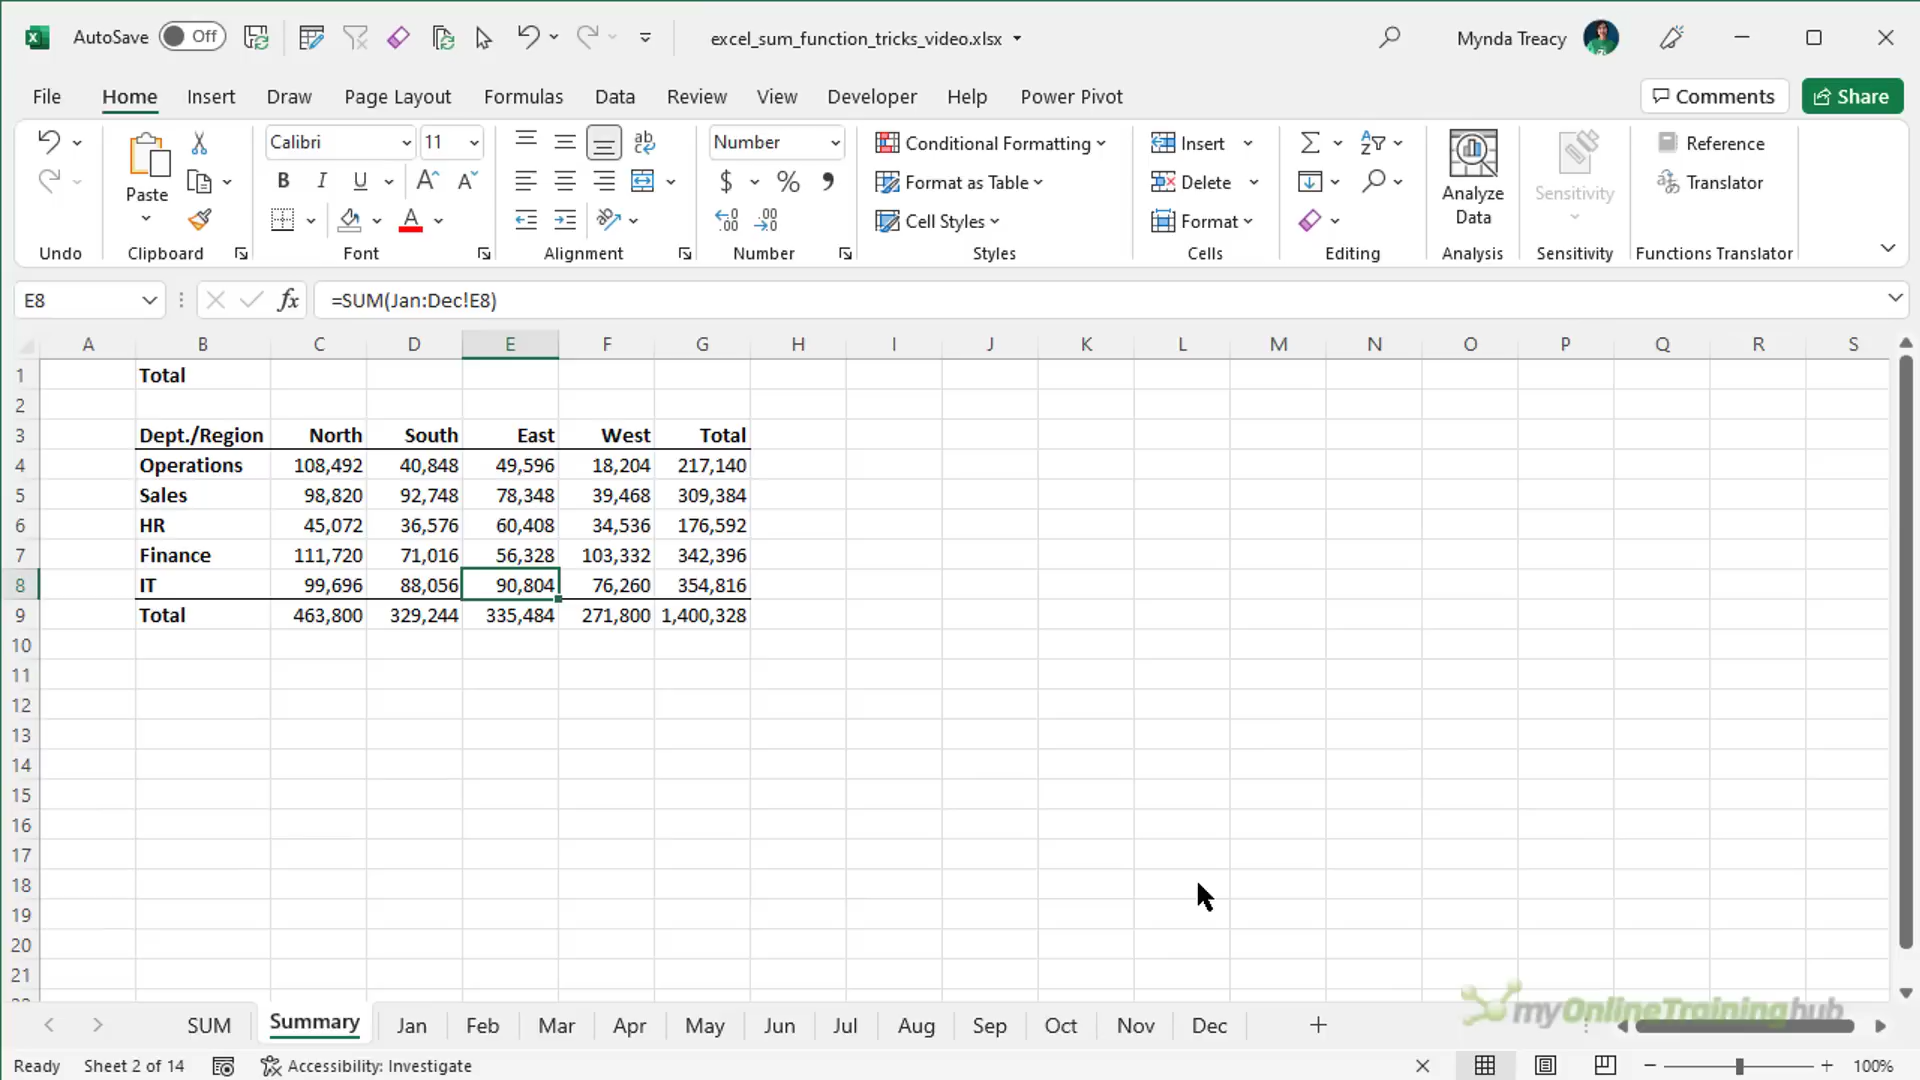 AutoSave Off excel_sum_function_tricks_video.xlsx Mynda Treacy
File Home Insert Draw Page Layout Formulas Data Review View Developer Help Power Pivot Comments Share
Calibri 11 ab Number Conditional Formatting Insert Reference
Paste B I U A A $ % Format as Table Delete Analyze Data Sensitivity Translator
A Cell Styles Format
Undo Clipboard Font Alignment Number Styles Cells Editing Analysis Sensitivity Functions Translator
E8 fx =SUM(Jan:Dec!E8)
A B C D E F G H I J K L M N O P Q R S
1 Total
2
3 Dept./Region North South East West Total
4 Operations 108,492 40,848 49,596 18,204 217,140
5 Sales 98,820 92,748 78,348 39,468 309,384
6 HR 45,072 36,576 60,408 34,536 176,592
7 Finance 111,720 71,016 56,328 103,332 342,396
8 IT 99,696 88,056 90,804 76,260 354,816
9 Total 463,800 329,244 335,484 271,800 1,400,328
10
11
12
13
14
15
16
17
18
19
20
21
myOnlineTraininghub
SUM Summary Jan Feb Mar Apr May Jun Jul Aug Sep Oct Nov Dec
Ready Sheet 2 of 14 Accessibility: Investigate 100%